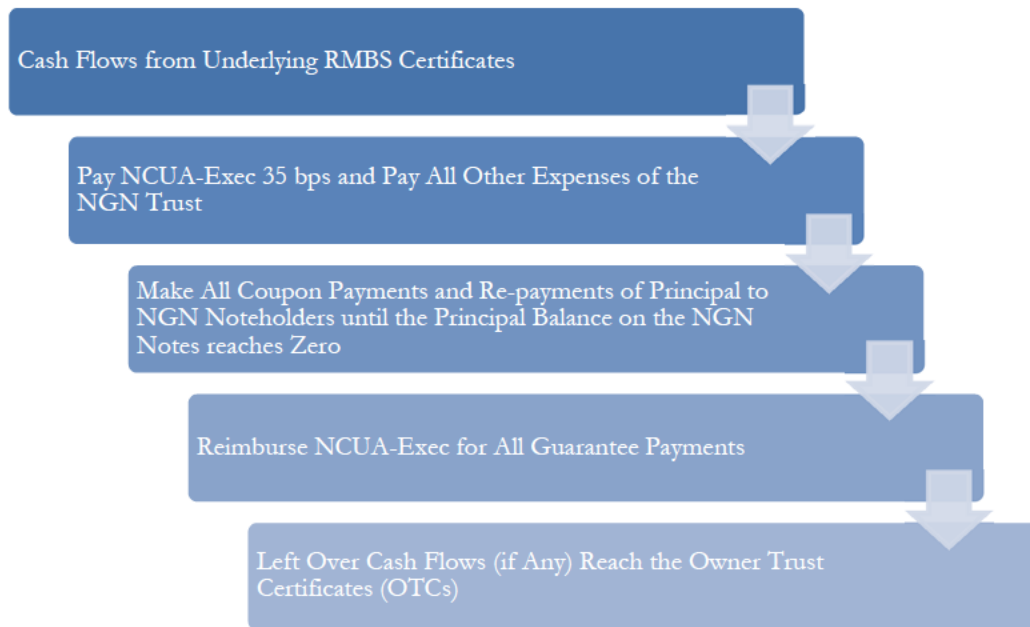 Cash Flows from Underlying RMBS Certificates
Pay NCUA-Exec 35 bps and Pay All Other Expenses of the
NGN Trust
Make All Coupon Payments and Re-payments of Principal to
NGN Noteholders until the Principal Balance on the NGN
Notes reaches Zero
Reimburse NCUA-Exec for All Guarantee Payments
Left Over Cash Flows (if Any) Reach the Owner Trust
Certificates (OTCs)